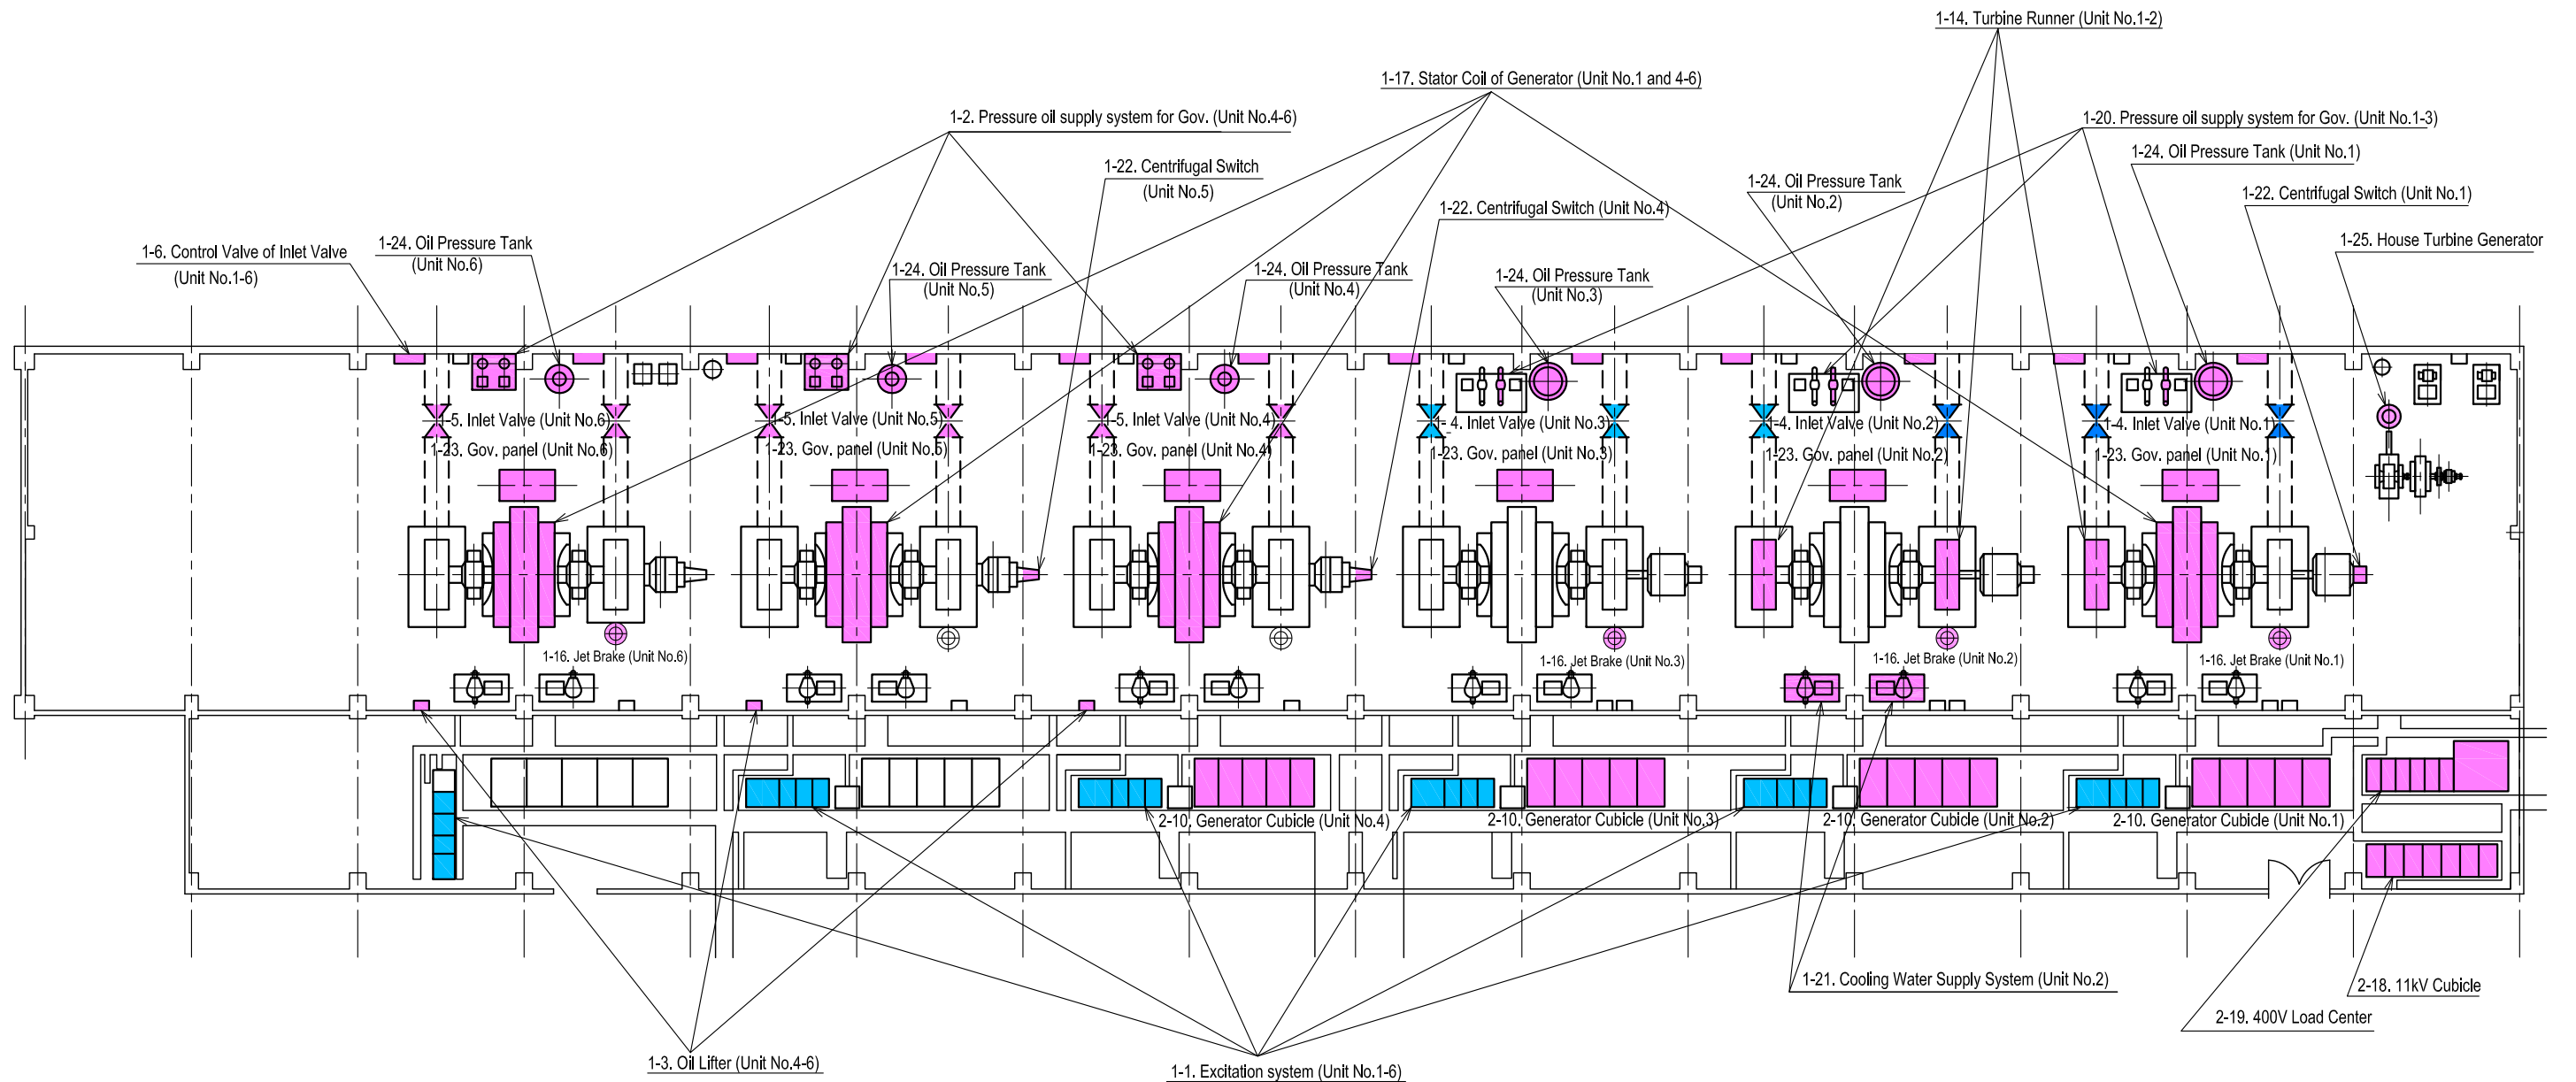 1-14. Turbine Runner (Unit No.1-2)
1-17. Stator Coil of Generator (Unit No.1 and 4-6)
1-2. Pressure oil supply system for Gov. (Unit No.4-6)
1-20. Pressure oil supply system for Gov. (Unit No.1-3)
1-24. Oil Pressure Tank (Unit No.1)
1-22. Centrifugal Switch
(Unit No.5)
1-24. Oil Pressure Tank
(Unit No.2)
1-22. Centrifugal Switch (Unit No.1)
1-22. Centrifugal Switch (Unit No.4)
1-6. Control Valve of Inlet Valve
(Unit No.1-6)
1-24. Oil Pressure Tank
(Unit No.6)
1-25. House Turbine Generator
1-24. Oil Pressure Tank
(Unit No.5)
1-24. Oil Pressure Tank
(Unit No.4)
1-24. Oil Pressure Tank
(Unit No.3)
1-5. Inlet Valve (Unit No.6)
1-5. Inlet Valve (Unit No.5)
1-5. Inlet Valve (Unit No.4)
1- 4. Inlet Valve (Unit No.3)
1-4. Inlet Valve (Unit No.2)
1-4. Inlet Valve (Unit No.1)
1-23. Gov. panel (Unit No.6)
1-23. Gov. panel (Unit No.5)
1-23. Gov. panel (Unit No.4)
1-23. Gov. panel (Unit No.3)
1-23. Gov. panel (Unit No.2)
1-23. Gov. panel (Unit No.1)
1-16. Jet Brake (Unit No.6)
1-16. Jet Brake (Unit No.3)
1-16. Jet Brake (Unit No.2)
1-16. Jet Brake (Unit No.1)
2-10. Generator Cubicle (Unit No.4)
2-10. Generator Cubicle (Unit No.3)
2-10. Generator Cubicle (Unit No.2)
2-10. Generator Cubicle (Unit No.1)
1-21. Cooling Water Supply System (Unit No.2)
2-18. 11kV Cubicle
2-19. 400V Load Center
1-3. Oil Lifter (Unit No.4-6)
1-1. Excitation system (Unit No.1-6)